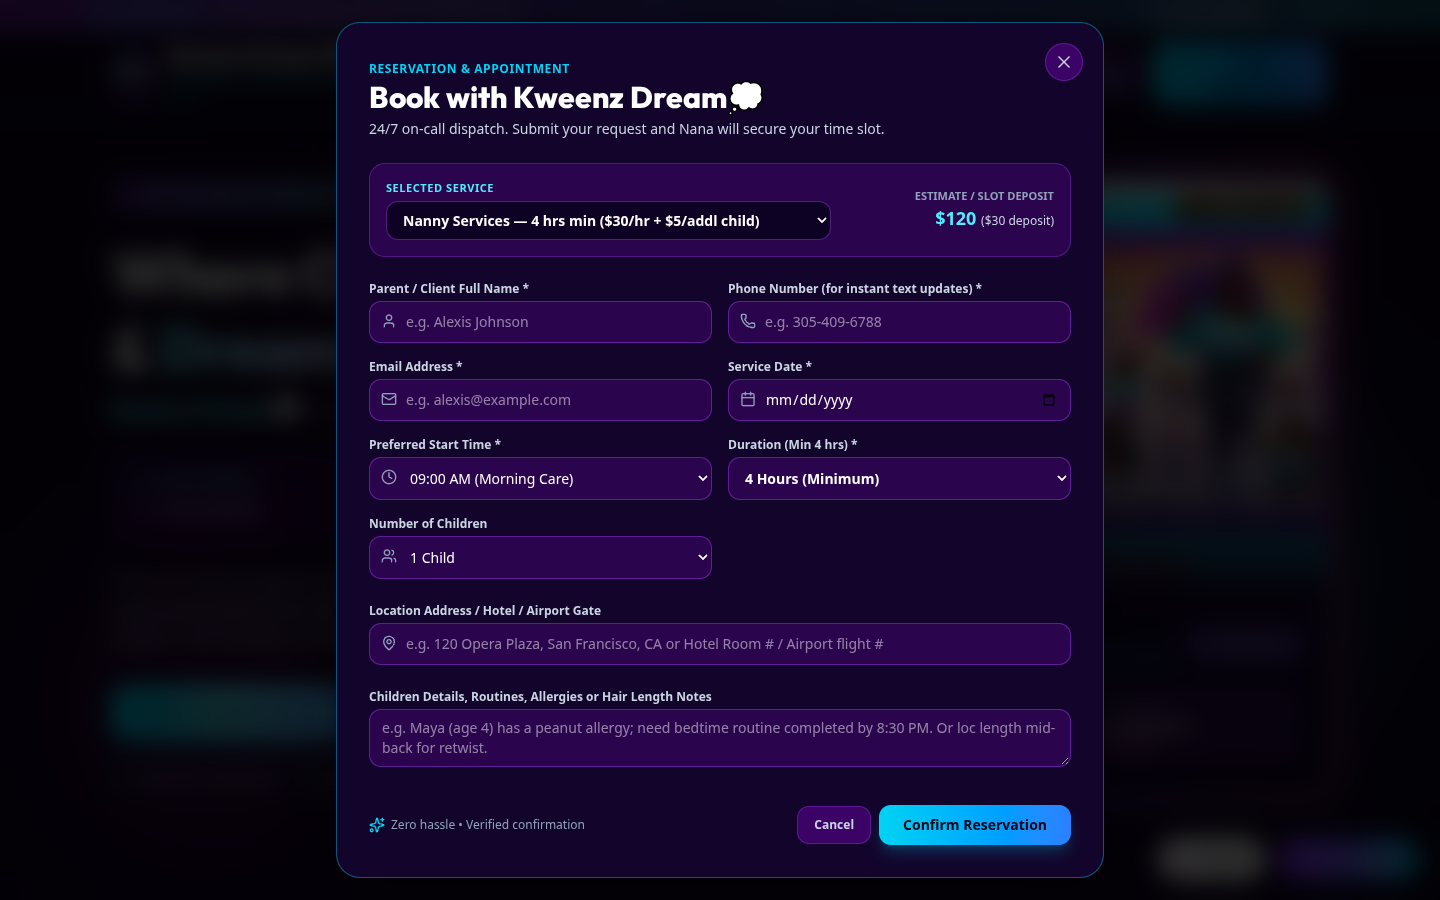 RESERVATION & APPOINTMENT
Book with Kweenz Dream💭
24/7 on-call dispatch. Submit your request and Nana will secure your time slot.
SELECTED SERVICE
Nanny Services — 4 hrs min ($30/hr + $5/addl child)
ESTIMATE / SLOT DEPOSIT
$120 ($30 deposit)
Parent / Client Full Name *
e.g. Alexis Johnson
Phone Number (for instant text updates) *
e.g. 305-409-6788
Email Address *
e.g. alexis@example.com
Service Date *
mm/dd/yyyy
Preferred Start Time *
09:00 AM (Morning Care)
Duration (Min 4 hrs) *
4 Hours (Minimum)
Number of Children
1 Child
Location Address / Hotel / Airport Gate
e.g. 120 Opera Plaza, San Francisco, CA or Hotel Room # / Airport flight #
Children Details, Routines, Allergies or Hair Length Notes
e.g. Maya (age 4) has a peanut allergy; need bedtime routine completed by 8:30 PM. Or loc length mid-
back for retwist.
Zero hassle • Verified confirmation
Cancel
Confirm Reservation